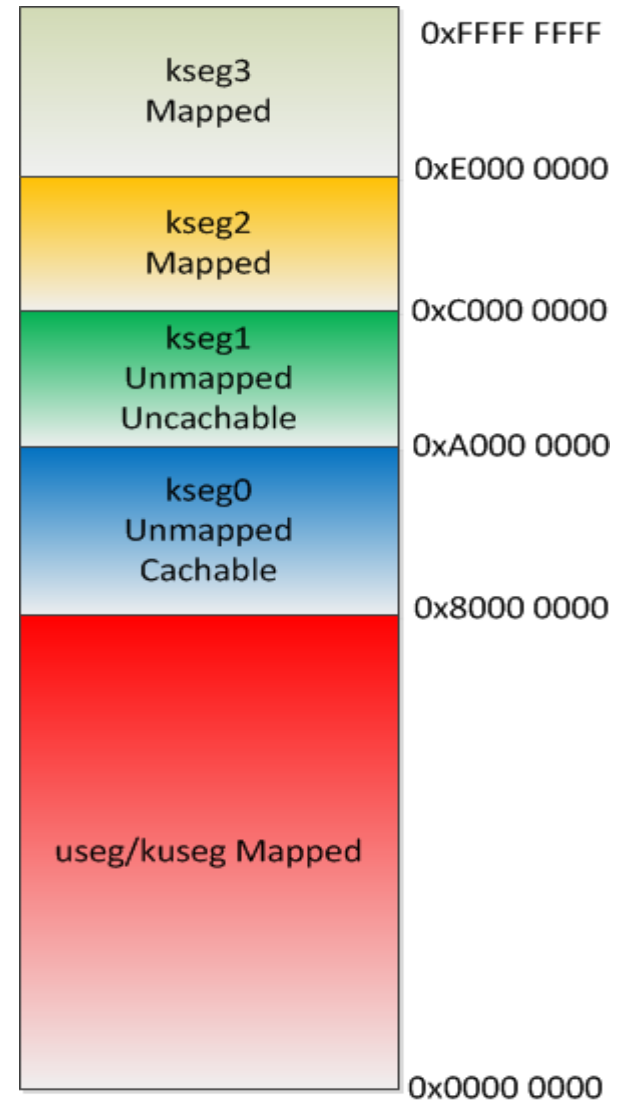 0xFFFF FFFF
kseg3
Mapped
0xE000 0000
kseg2
Mapped
0xC000 0000
kseg1
Unmapped
Uncachable
0xA000 0000
kseg0
Unmapped
Cachable
0x8000 0000
useg/kuseg Mapped
0x0000 0000